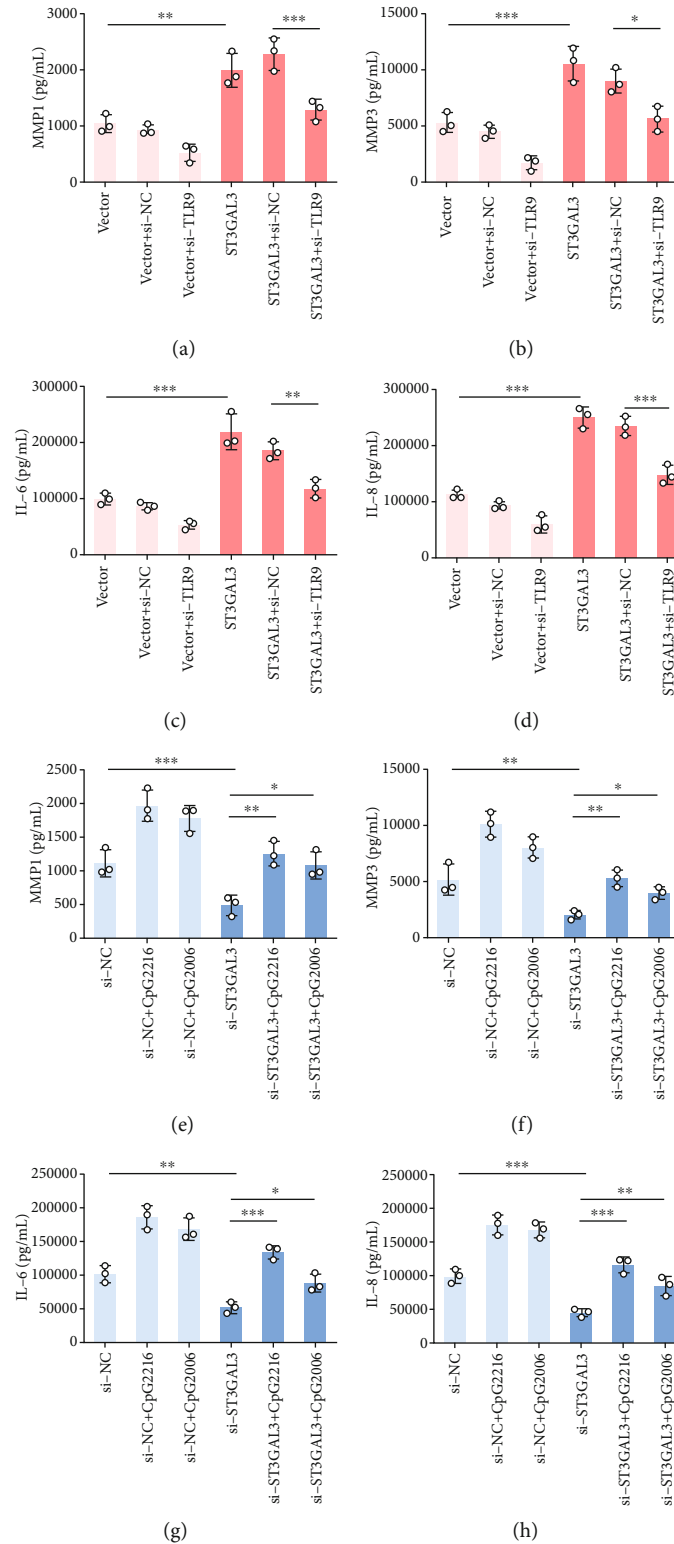 MMP1 (pg/mL)
3000
2000
1000
0
**
***
Vector
Vector+si−NC
Vector+si−TLR9
ST3GAL3
ST3GAL3+si−NC
ST3GAL3+si−TLR9
(a)
MMP3 (pg/mL)
15000
10000
5000
0
***
*
Vector
Vector+si−NC
Vector+si−TLR9
ST3GAL3
ST3GAL3+si−NC
ST3GAL3+si−TLR9
(b)
IL−6 (pg/mL)
300000
200000
100000
0
***
**
Vector
Vector+si−NC
Vector+si−TLR9
ST3GAL3
ST3GAL3+si−NC
ST3GAL3+si−TLR9
(c)
IL−8 (pg/mL)
300000
200000
100000
0
***
***
Vector
Vector+si−NC
Vector+si−TLR9
ST3GAL3
ST3GAL3+si−NC
ST3GAL3+si−TLR9
(d)
MMP1 (pg/mL)
2500
2000
1500
1000
500
0
***
*
**
si−NC
si−NC+CpG2216
si−NC+CpG2006
si−ST3GAL3
si−ST3GAL3+CpG2216
si−ST3GAL3+CpG2006
(e)
MMP3 (pg/mL)
15000
10000
5000
0
**
*
**
si−NC
si−NC+CpG2216
si−NC+CpG2006
si−ST3GAL3
si−ST3GAL3+CpG2216
si−ST3GAL3+CpG2006
(f)
IL−6 (pg/mL)
250000
200000
150000
100000
50000
0
**
*
***
si−NC
si−NC+CpG2216
si−NC+CpG2006
si−ST3GAL3
si−ST3GAL3+CpG2216
si−ST3GAL3+CpG2006
(g)
IL−8 (pg/mL)
250000
200000
150000
100000
50000
0
***
**
***
si−NC
si−NC+CpG2216
si−NC+CpG2006
si−ST3GAL3
si−ST3GAL3+CpG2216
si−ST3GAL3+CpG2006
(h)